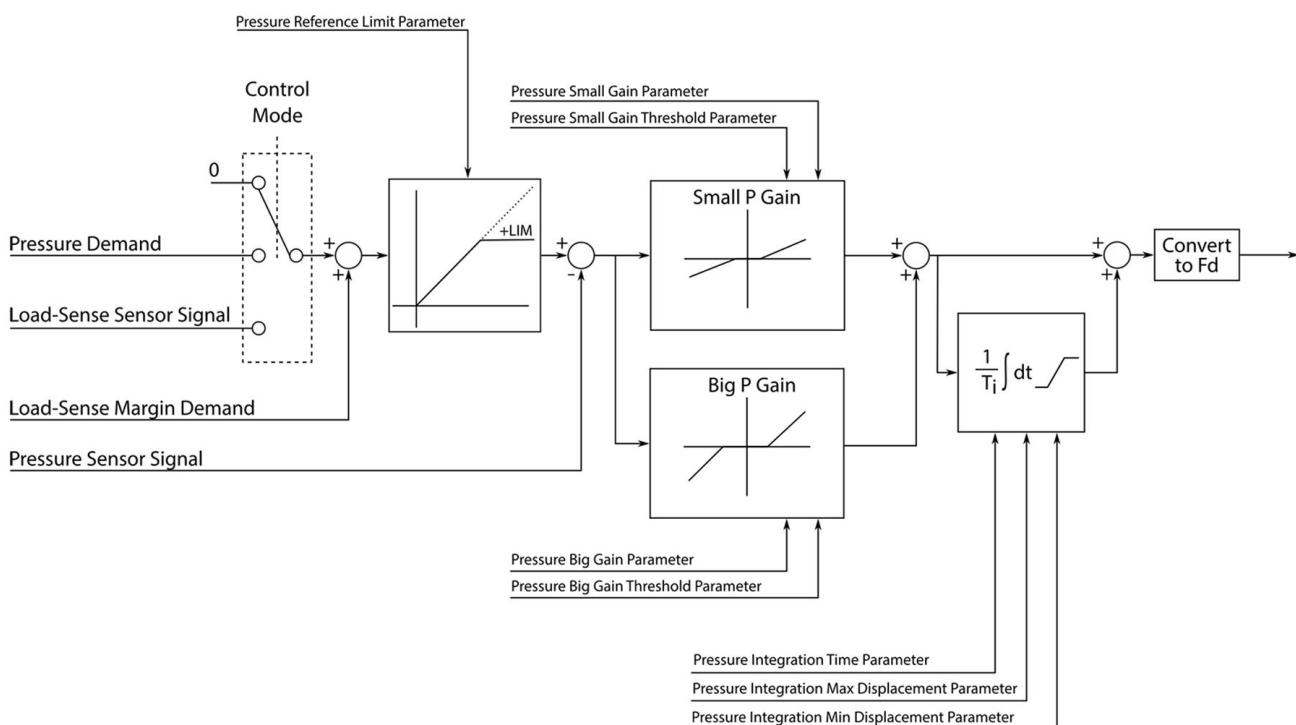 Pressure Reference Limit Parameter
Control
Mode
Pressure Small Gain Parameter
Pressure Small Gain Threshold Parameter
0
Small P Gain
+LIM
Pressure Demand
+
+
+
-
+
+
+
+
Convert
to Fd
Load-Sense Sensor Signal
1
Ti
∫ dt
Big P Gain
Load-Sense Margin Demand
Pressure Sensor Signal
Pressure Big Gain Parameter
Pressure Big Gain Threshold Parameter
Pressure Integration Time Parameter
Pressure Integration Max Displacement Parameter
Pressure Integration Min Displacement Parameter